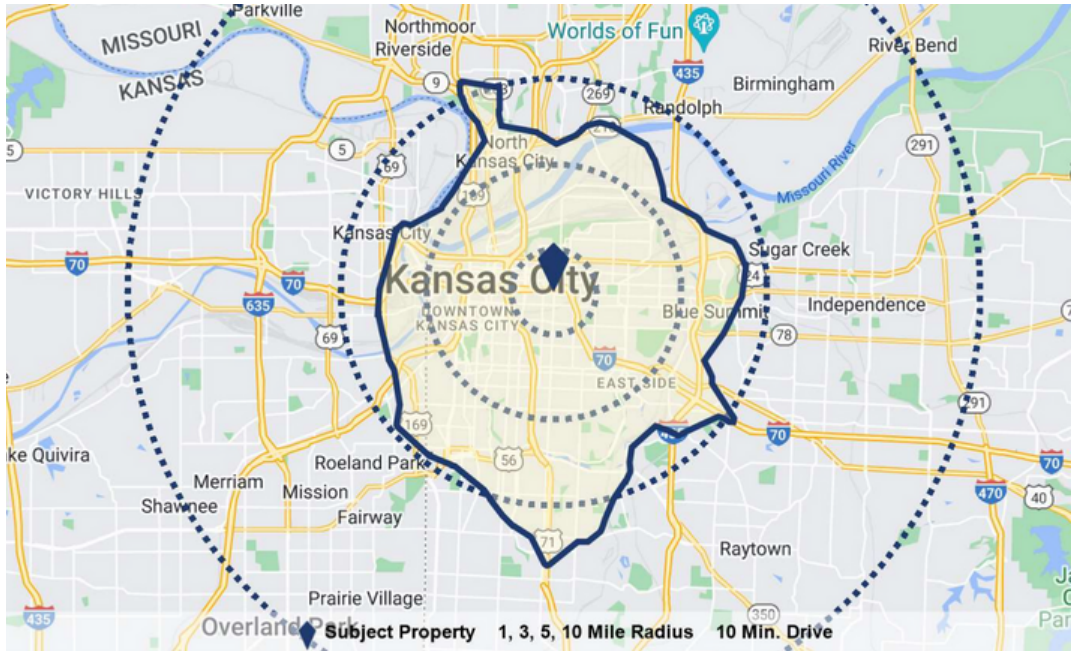 Parkville
Northmoor
Riverside
Worlds of Fun
MISSOURI
KANSAS
River Bend
435
Birmingham
9
269
Randolph
5
5
69
291
North
Kansas City
Missouri River
VICTORY HILLS
169
Kansas City
Sugar Creek
70
70
24
Kansas City
635
Independence
Blue Summit
DOWNTOWN
KANSAS CITY
69
78
70
EAST SIDE
291
169
70
Roeland Park
56
70
Merriam
Mission
470
40
Shawnee
Fairway
71
Raytown
Prairie Village
350
435
Overland Park
Subject Property 1, 3, 5, 10 Mile Radius 10 Min. Drive